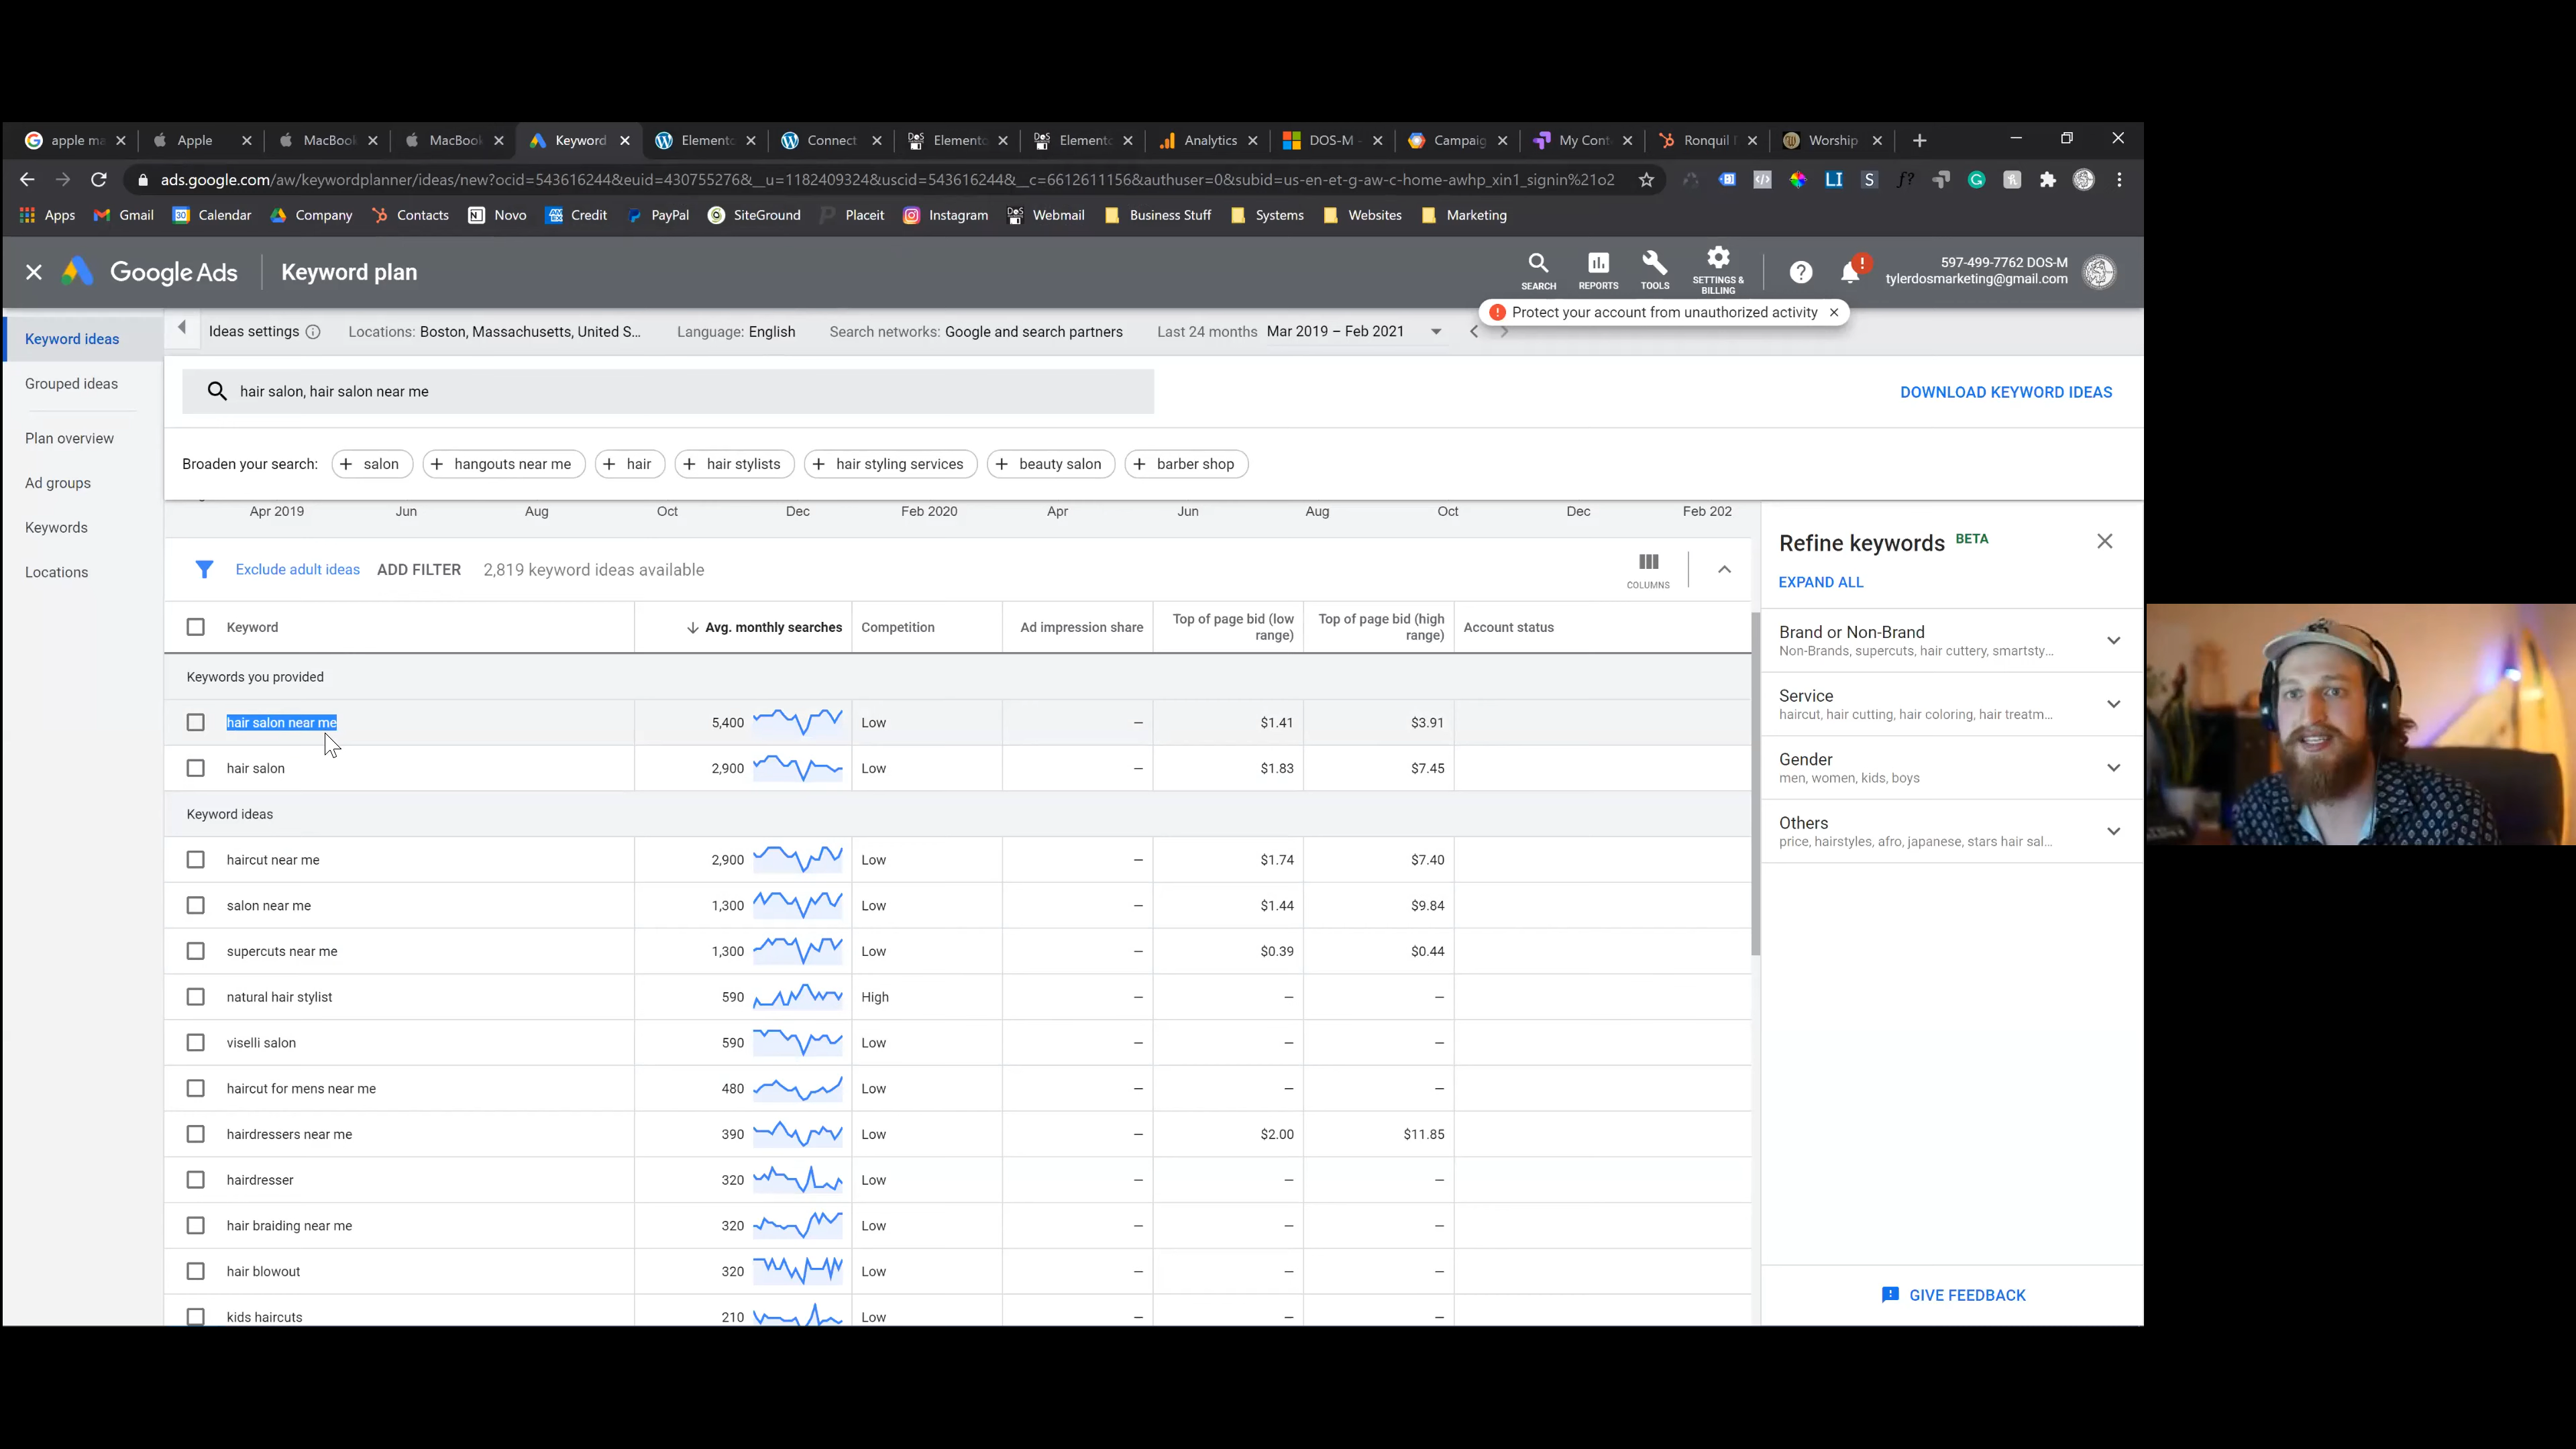 apple ma
Apple
MacBook
MacBook
Keyword
Elemento
Connect
Elemento
Elemento
Analytics
DOS-M -
Campaig
My Cont
Ronquil
Worship
ads.google.com/aw/keywordplanner/ideas/new?ocid=543616244&euid=430755276&__u=1182409324&uscid=543616244&__c=6612611156&authuser=0&subid=us-en-et-g-aw-c-home-awhp_xin1_signin%21o2
Apps
Gmail
Calendar
Company
Contacts
Novo
Credit
PayPal
SiteGround
Placeit
Instagram
Webmail
Business Stuff
Systems
Websites
Marketing
Google Ads
Keyword plan
SEARCH
REPORTS
TOOLS
SETTINGS & BILLING
597-499-7762 DOS-M
tylerdosmarketing@gmail.com
Protect your account from unauthorized activity
Keyword ideas
Grouped ideas
Plan overview
Ad groups
Keywords
Locations
Ideas settings
Locations: Boston, Massachusetts, United S...
Language: English
Search networks: Google and search partners
Last 24 months Mar 2019 – Feb 2021
hair salon, hair salon near me
DOWNLOAD KEYWORD IDEAS
Broaden your search: + salon + hangouts near me + hair + hair stylists + hair styling services + beauty salon + barber shop
Apr 2019 Jun Aug Oct Dec Feb 2020 Apr Jun Aug Oct Dec Feb 202
Exclude adult ideas ADD FILTER 2,819 keyword ideas available
COLUMNS
Keyword Avg. monthly searches Competition Ad impression share Top of page bid (low range) Top of page bid (high range) Account status
Keywords you provided
hair salon near me 5,400 Low – $1.41 $3.91
hair salon 2,900 Low – $1.83 $7.45
Keyword ideas
haircut near me 2,900 Low – $1.74 $7.40
salon near me 1,300 Low – $1.44 $9.84
supercuts near me 1,300 Low – $0.39 $0.44
natural hair stylist 590 High – – –
viselli salon 590 Low – – –
haircut for mens near me 480 Low – – –
hairdressers near me 390 Low – $2.00 $11.85
hairdresser 320 Low – – –
hair braiding near me 320 Low – – –
hair blowout 320 Low – – –
kids haircuts 210 Low – – –
Refine keywords BETA
EXPAND ALL
Brand or Non-Brand
Non-Brands, supercuts, hair cuttery, smartsty...
Service
haircut, hair cutting, hair coloring, hair treatm...
Gender
men, women, kids, boys
Others
price, hairstyles, afro, japanese, stars hair sal...
GIVE FEEDBACK